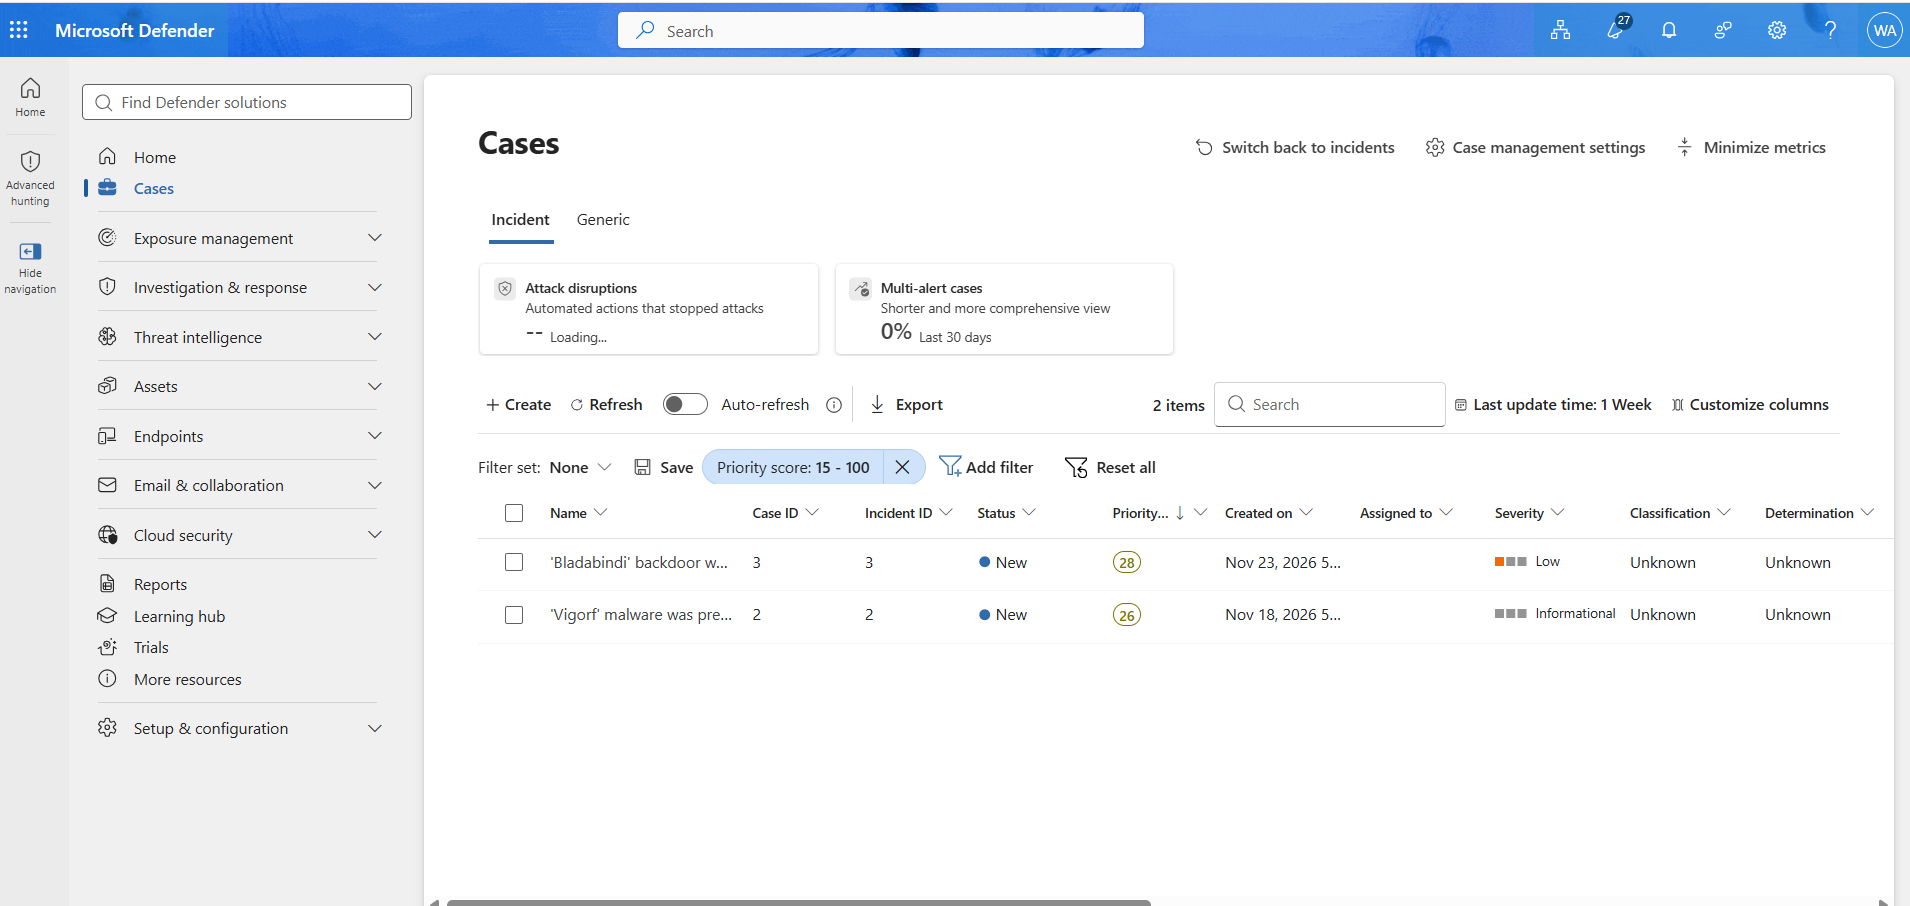 Microsoft Defender
Search
27
WA
Home
Advanced
hunting
Hide
navigation
Find Defender solutions
Home
Cases
Exposure management
Investigation & response
Threat intelligence
Assets
Endpoints
Email & collaboration
Cloud security
Reports
Learning hub
Trials
More resources
Setup & configuration
Cases
Switch back to incidents
Case management settings
Minimize metrics
Incident
Generic
Attack disruptions
Automated actions that stopped attacks
-- Loading...
Multi-alert cases
Shorter and more comprehensive view
0% Last 30 days
+ Create
Refresh
Auto-refresh
Export
2 items
Search
Last update time: 1 Week
Customize columns
Filter set: None
Save
Priority score: 15 - 100
Add filter
Reset all
Name Case ID Incident ID Status Priority... Created on Assigned to Severity Classification Determination
'Bladabindi' backdoor w... 3 3 New 28 Nov 23, 2026 5... Low Unknown Unknown
'Vigorf' malware was pre... 2 2 New 26 Nov 18, 2026 5... Informational Unknown Unknown